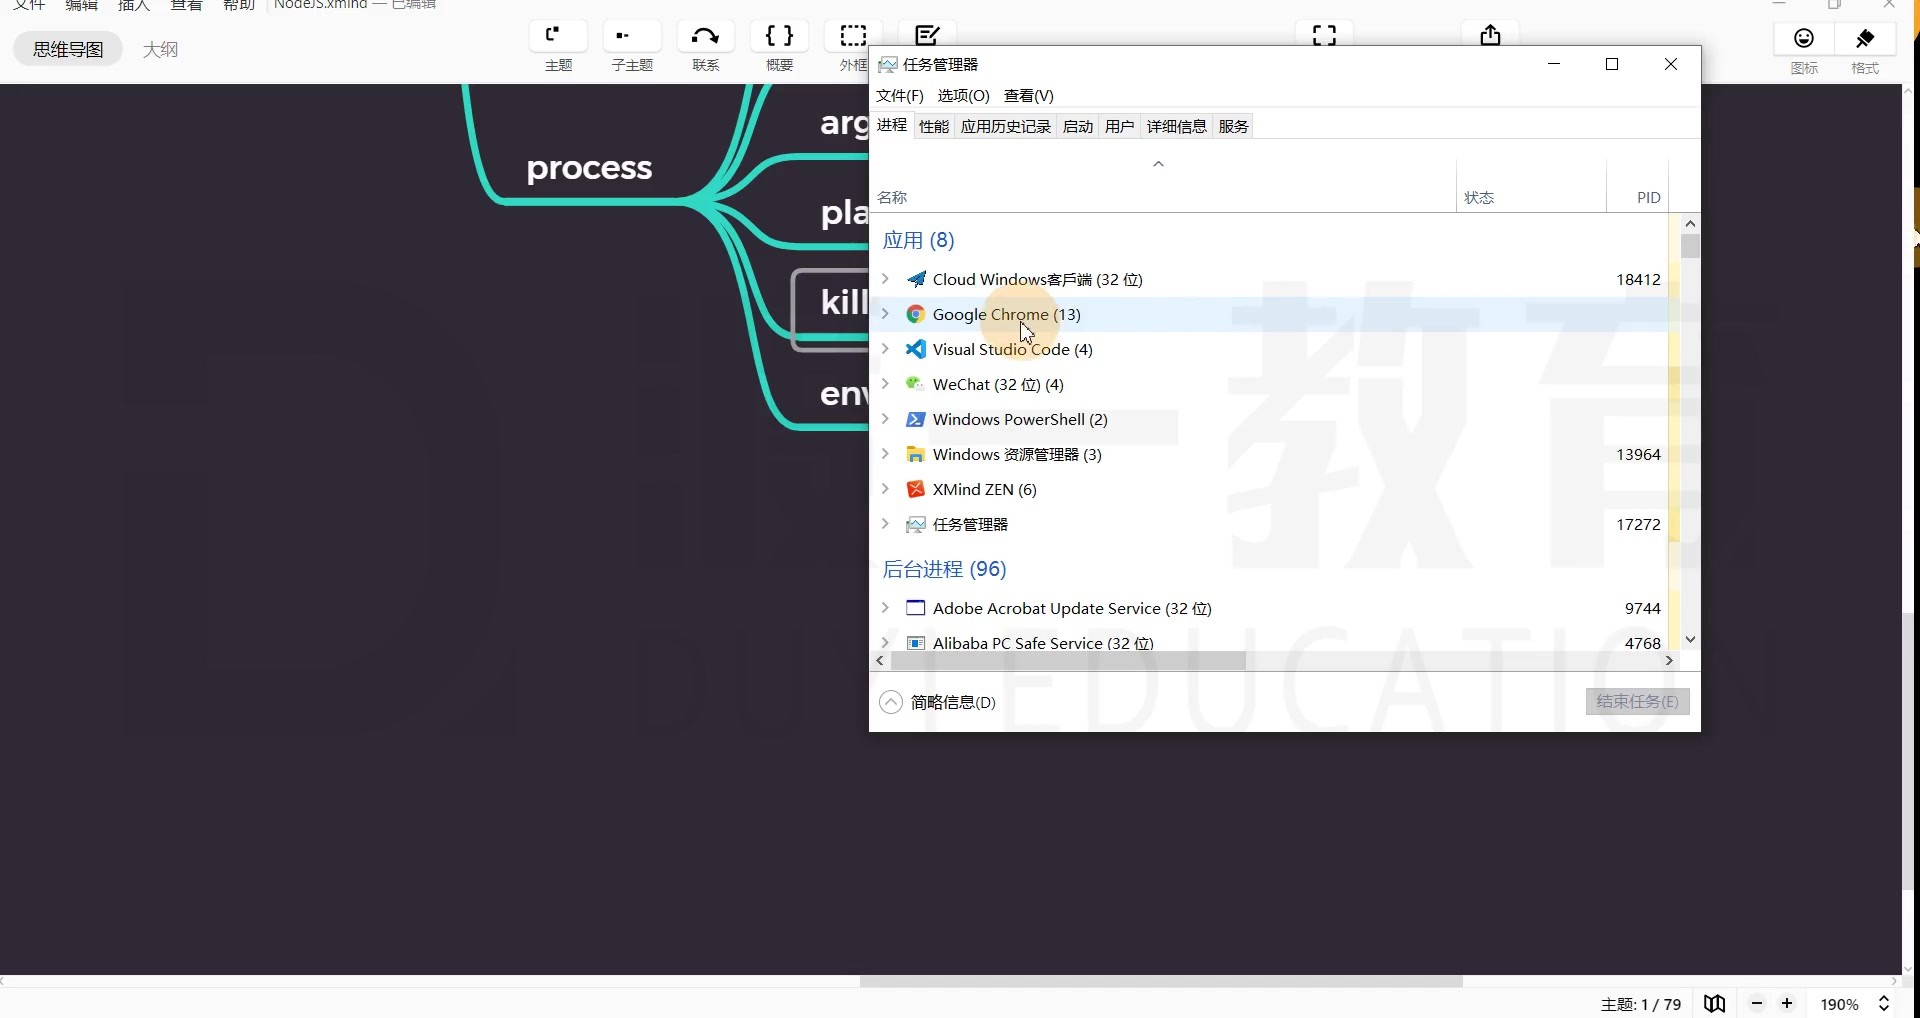 文件 编辑 插入 查看 帮助 NodeJS.xmind — 已编辑
思维导图 大纲
主题 子主题 联系 概要 外框
图标 格式
process
arg
pla
kill
env
任务管理器
文件(F) 选项(O) 查看(V)
进程 性能 应用历史记录 启动 用户 详细信息 服务
名称 状态 PID
应用 (8)
Cloud Windows客戶端 (32 位) 18412
Google Chrome (13)
Visual Studio Code (4)
WeChat (32 位) (4)
Windows PowerShell (2)
Windows 资源管理器 (3) 13964
XMind ZEN (6)
任务管理器 17272
后台进程 (96)
Adobe Acrobat Update Service (32 位) 9744
Alibaba PC Safe Service (32 位) 4768
简略信息(D) 结束任务(E)
一教育
DUYI EDUCATION
主题: 1 / 79 190%